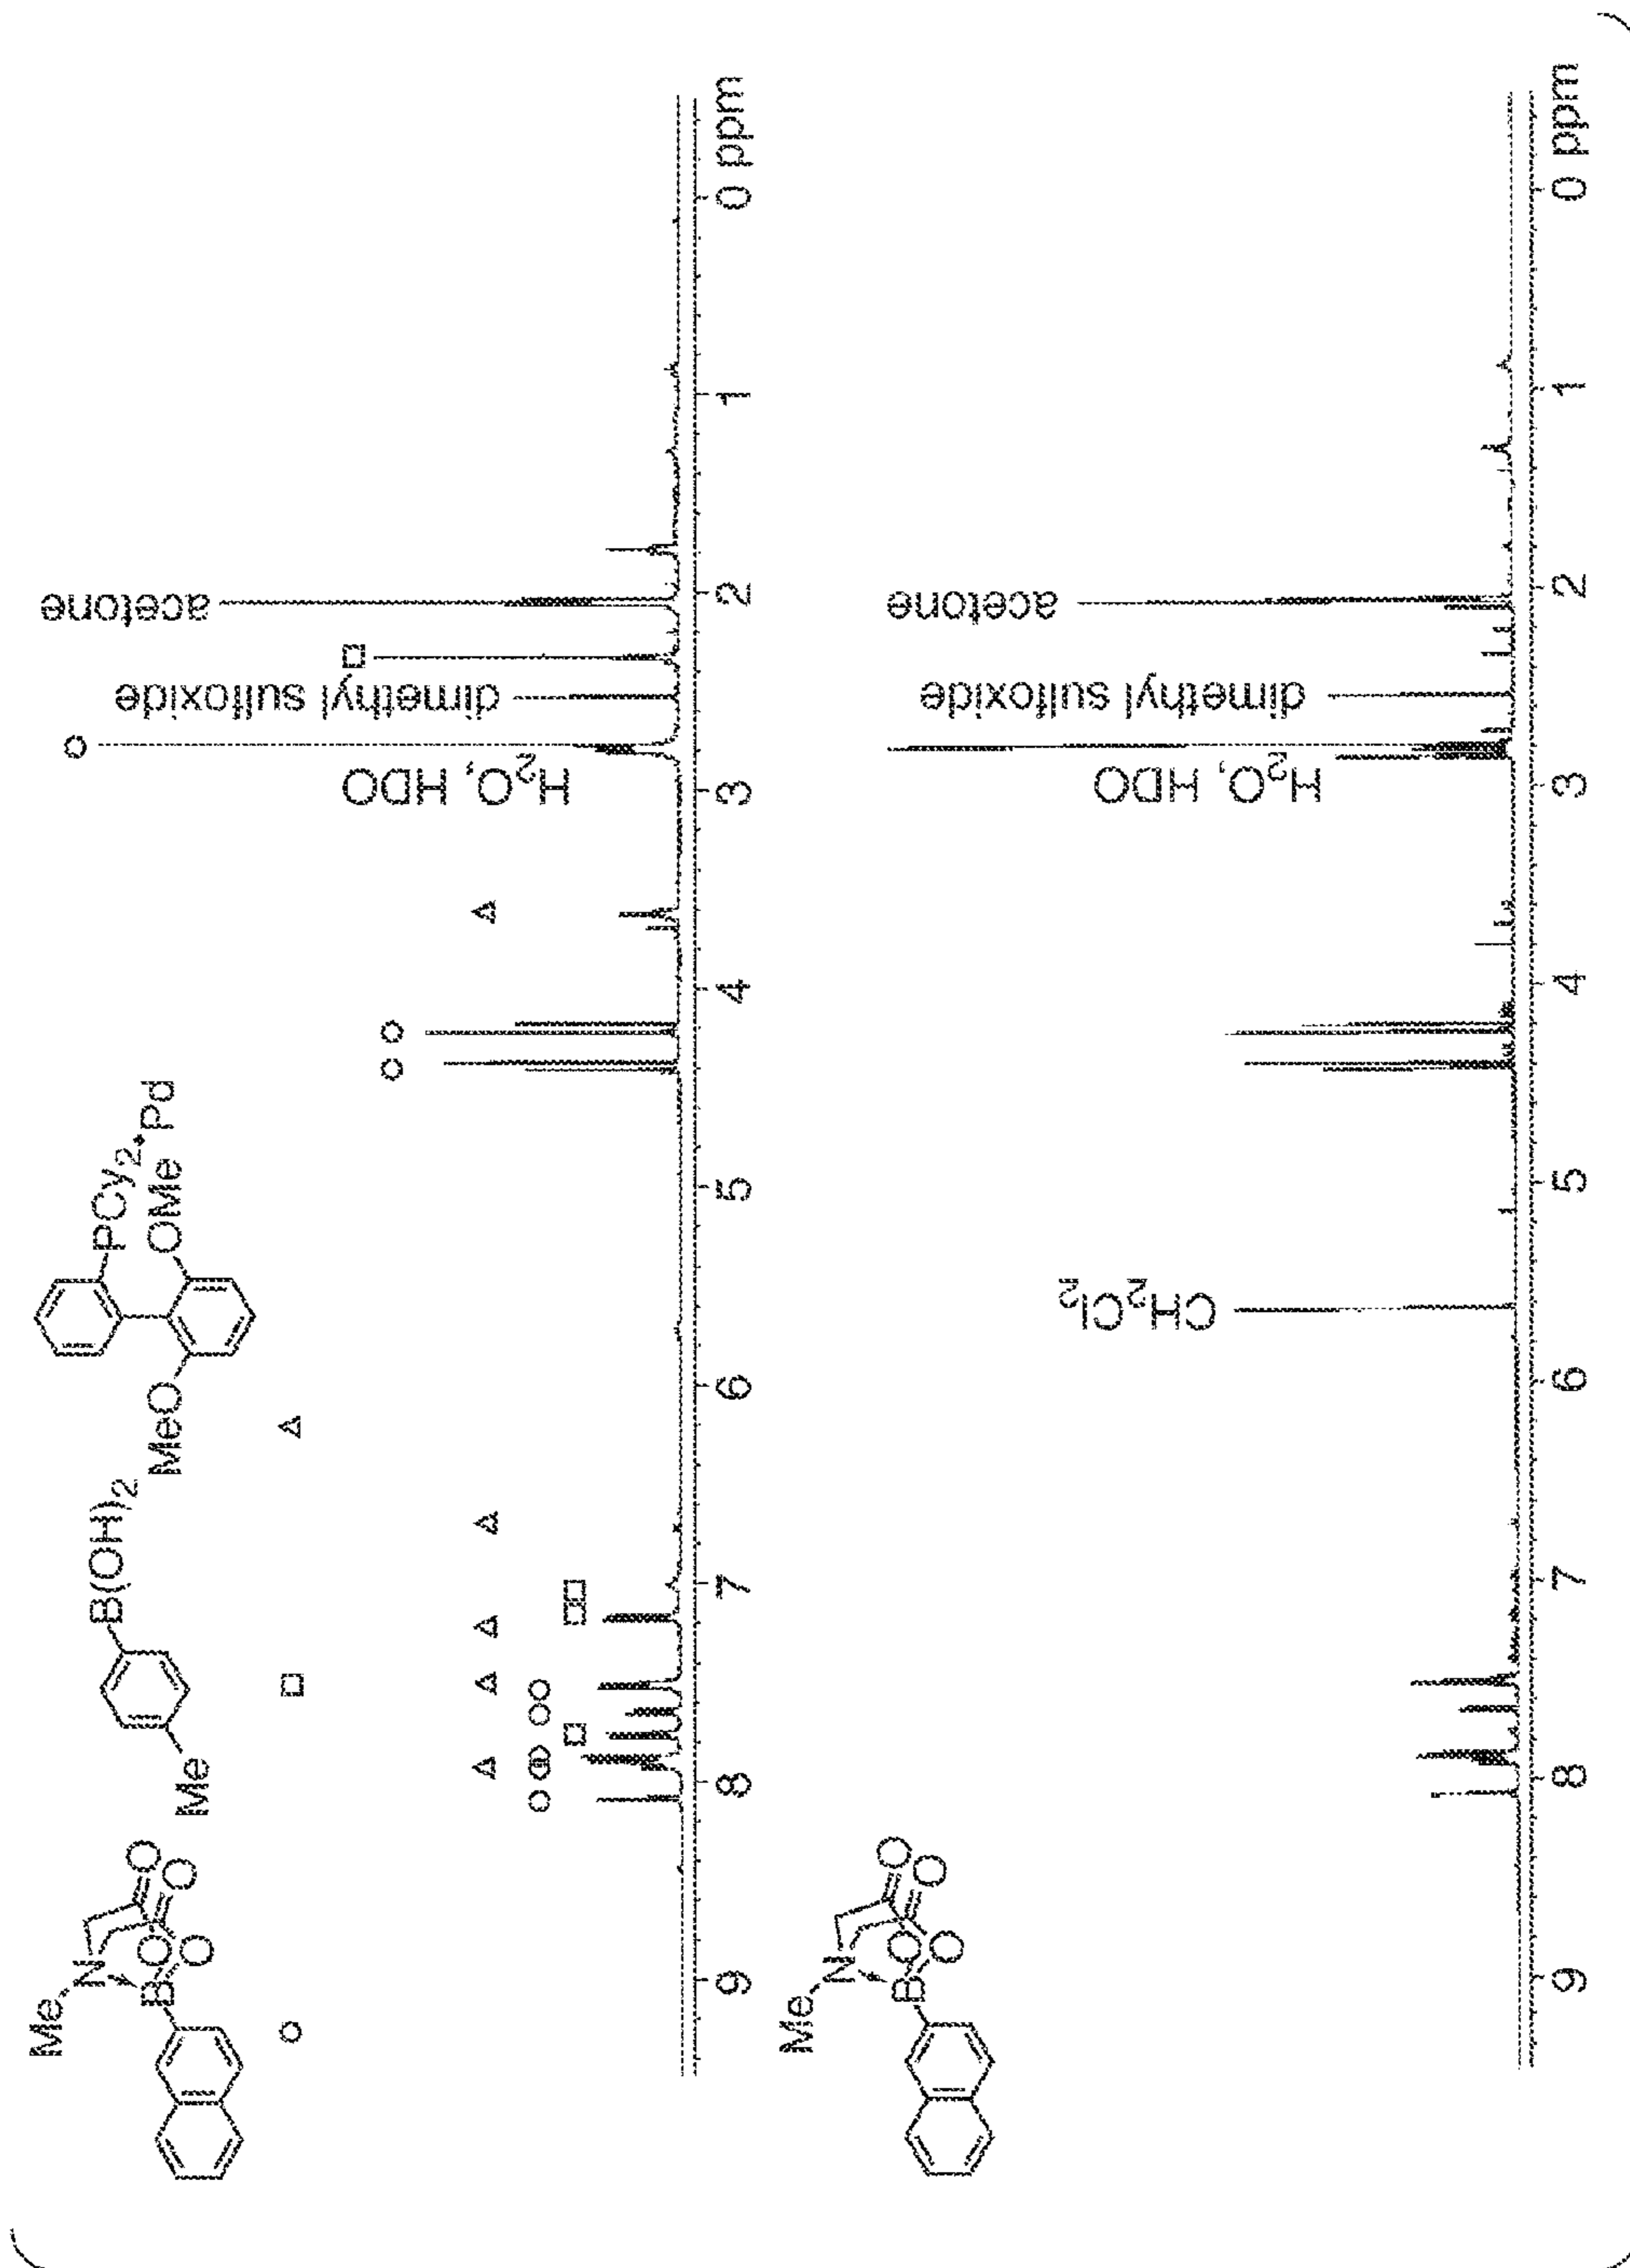 Me
N
B
O
O
O
O
Me
B(OH)2
MeO
OMe
PCy2•Pd
H2O, HDO
dimethyl sulfoxide
acetone
9 8 7 6 5 4 3 2 1 0 ppm
Me
N
B
O
O
O
O
CH2Cl2
H2O, HDO
dimethyl sulfoxide
acetone
9 8 7 6 5 4 3 2 1 0 ppm